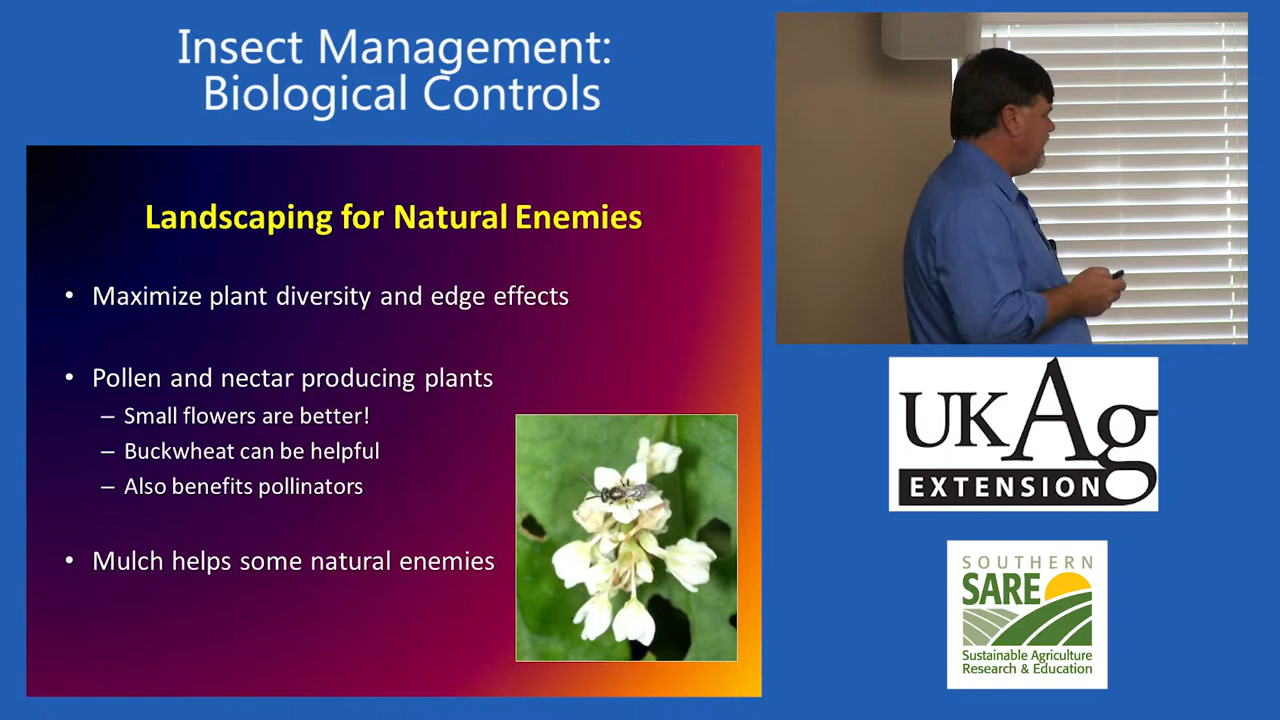 Insect Management:
Biological Controls
Landscaping for Natural Enemies
• Maximize plant diversity and edge effects
• Pollen and nectar producing plants
– Small flowers are better!
– Buckwheat can be helpful
– Also benefits pollinators
• Mulch helps some natural enemies
UKAg
EXTENSION
SOUTHERN
SARE
Sustainable Agriculture
Research & Education